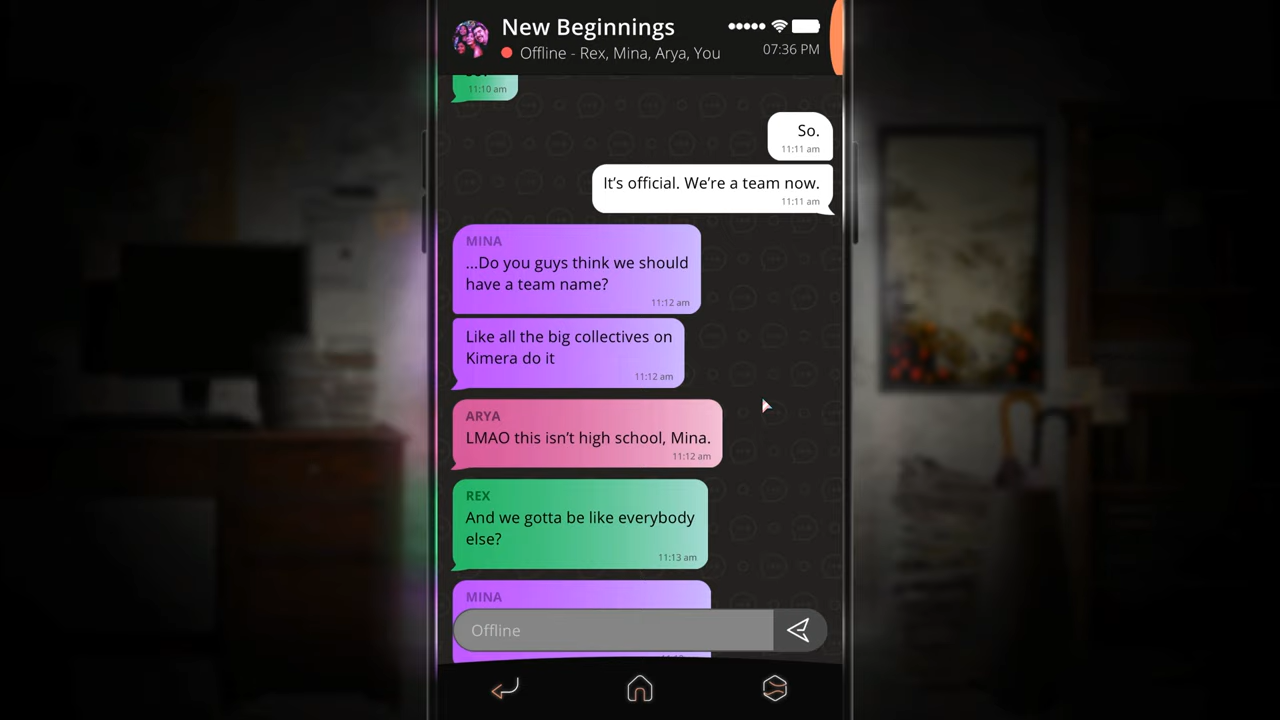 New Beginnings
Offline - Rex, Mina, Arya, You
07:36 PM
11:10 am
So.
11:11 am
It's official. We're a team now.
11:11 am
MINA
...Do you guys think we should
have a team name?
11:12 am
Like all the big collectives on
Kimera do it
11:12 am
ARYA
LMAO this isn't high school, Mina.
11:12 am
REX
And we gotta be like everybody
else?
11:13 am
MINA
Offline